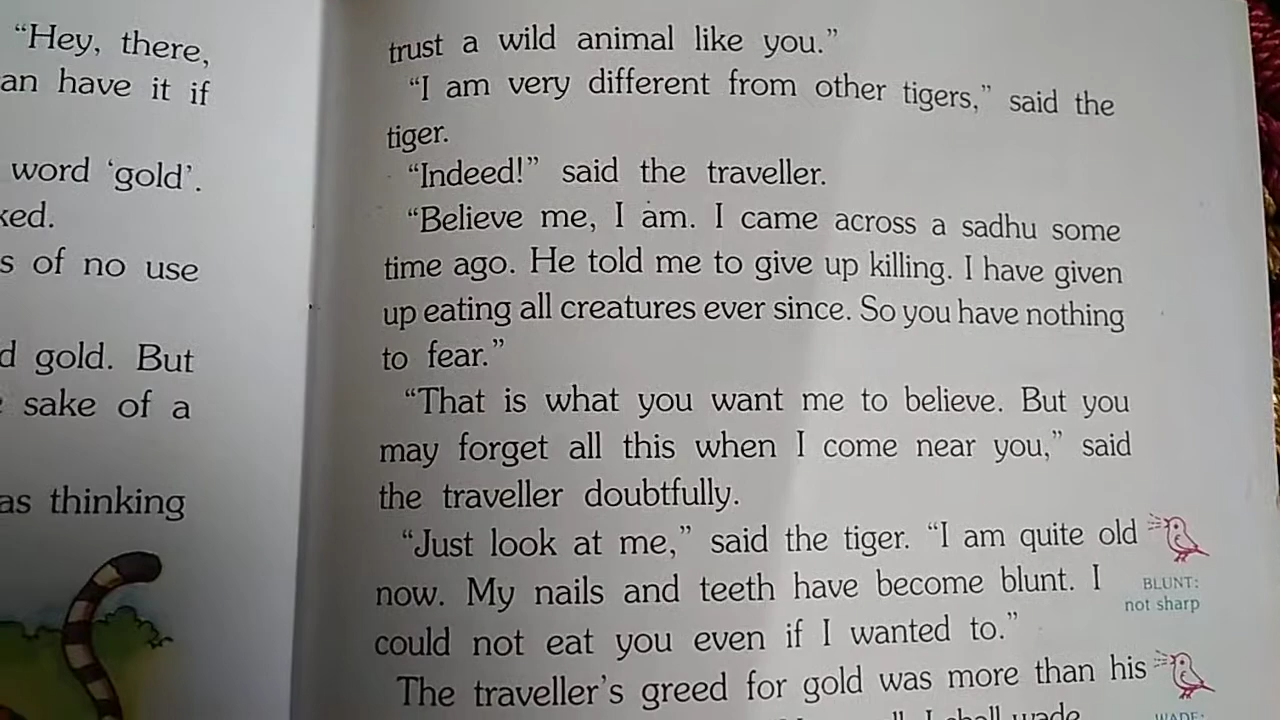 “Hey, there,
an have it if
word ‘gold’.
ked.
s of no use
d gold. But
sake of a
as thinking
trust a wild animal like you.”
“I am very different from other tigers,” said the
tiger.
“Indeed!” said the traveller.
“Believe me, I am. I came across a sadhu some
time ago. He told me to give up killing. I have given
up eating all creatures ever since. So you have nothing
to fear.”
“That is what you want me to believe. But you
may forget all this when I come near you,” said
the traveller doubtfully.
“Just look at me,” said the tiger. “I am quite old
now. My nails and teeth have become blunt. I
could not eat you even if I wanted to.”
The traveller’s greed for gold was more than his
” I shall wade
BLUNT:
not sharp
WADE: